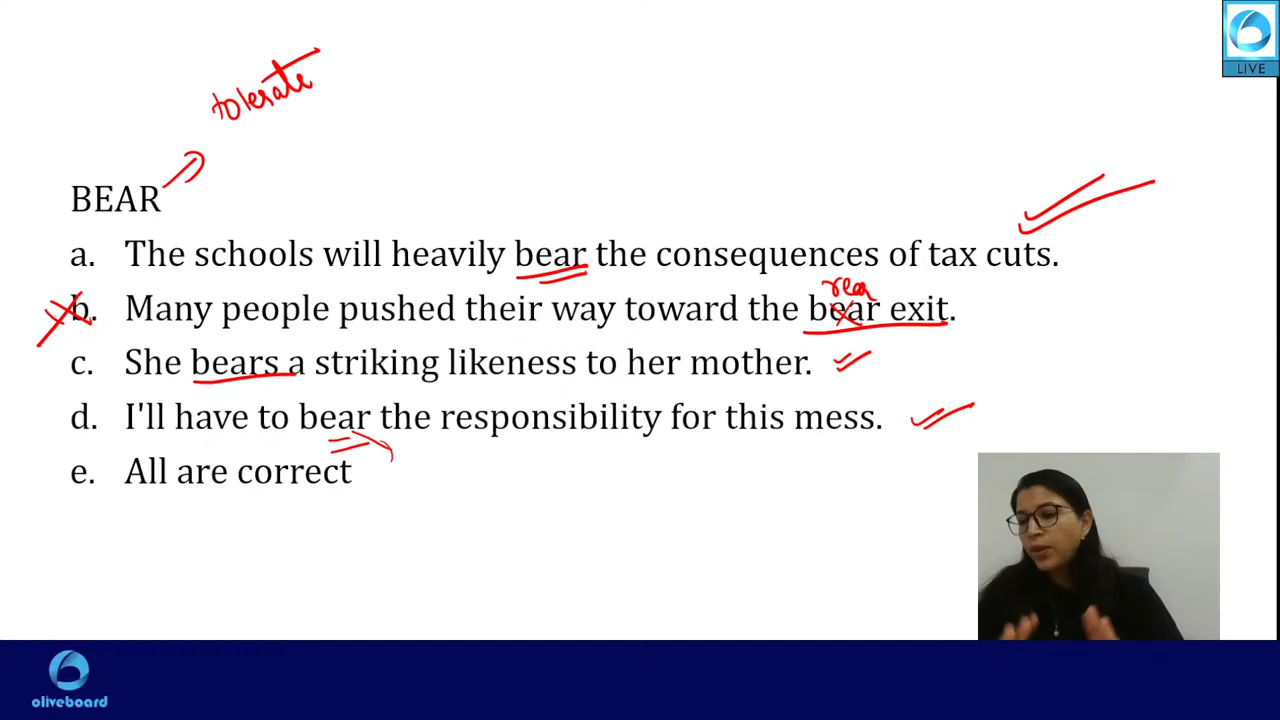 LIVE
tolerate
BEAR
a. The schools will heavily bear the consequences of tax cuts.
rear
b. Many people pushed their way toward the bear exit.
c. She bears a striking likeness to her mother.
d. I'll have to bear the responsibility for this mess.
e. All are correct
oliveboard